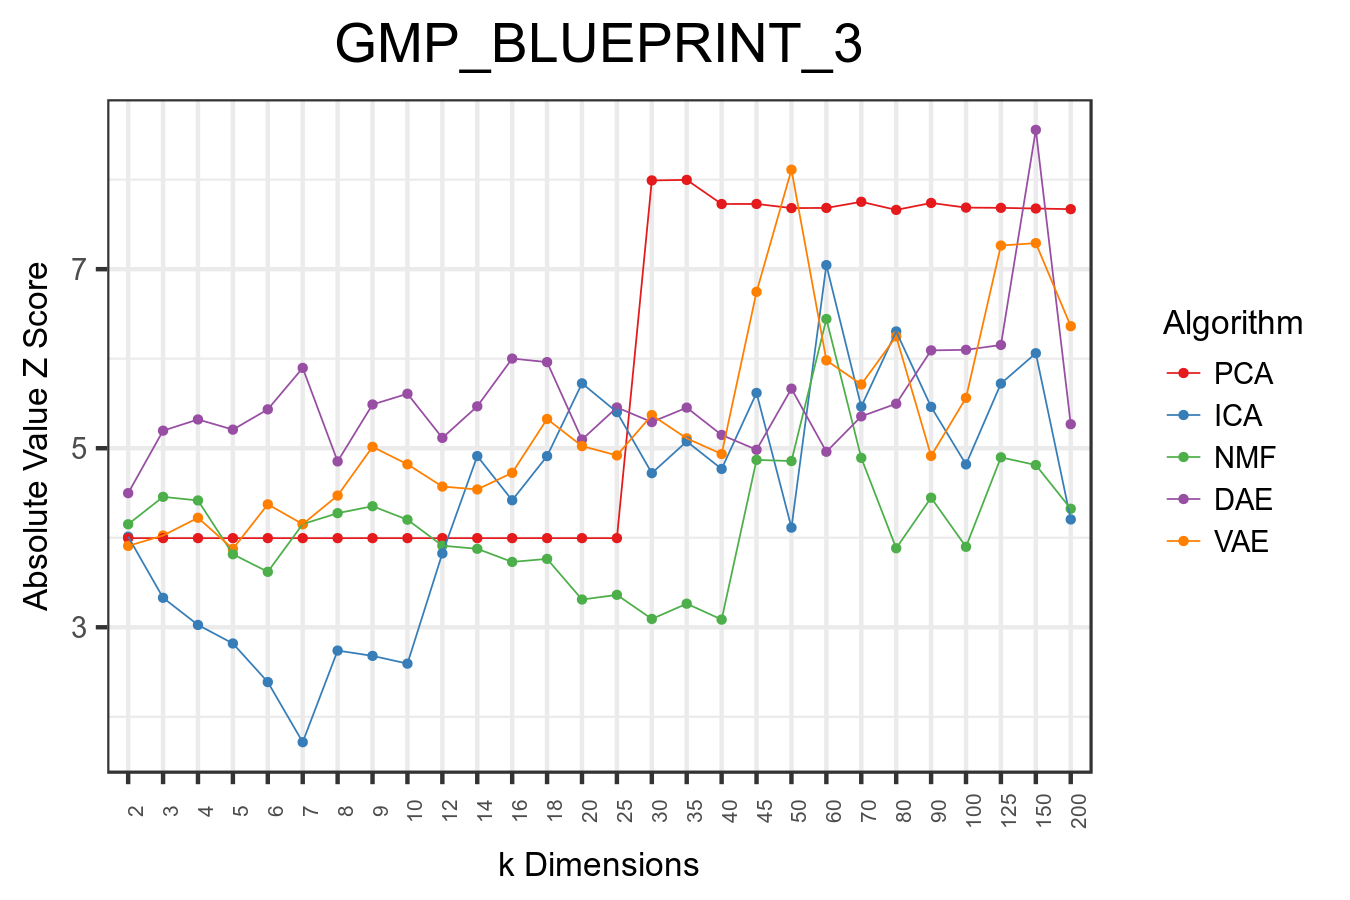 GMP_BLUEPRINT_3
Absolute Value Z Score
7
5
3
2 3 4 5 6 7 8 9 10 12 14 16 18 20 25 30 35 40 45 50 60 70 80 90 100 125 150 200
k Dimensions
Algorithm
PCA
ICA
NMF
DAE
VAE